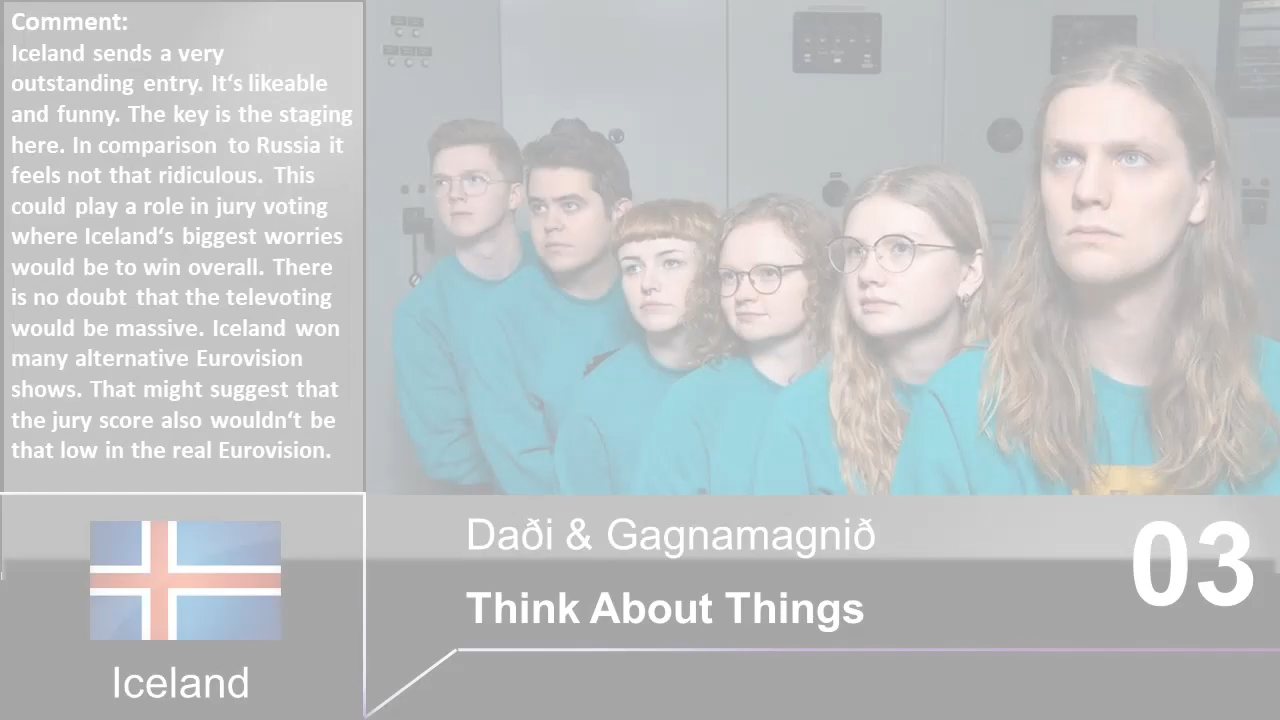 Comment:
Iceland sends a very
outstanding entry. It‘s likeable
and funny. The key is the staging
here. In comparison to Russia it
feels not that ridiculous. This
could play a role in jury voting
where Iceland‘s biggest worries
would be to win overall. There
is no doubt that the televoting
would be massive. Iceland won
many alternative Eurovision
shows. That might suggest that
the jury score also wouldn‘t be
that low in the real Eurovision.
Daði & Gagnamagnið
03
Think About Things
Iceland